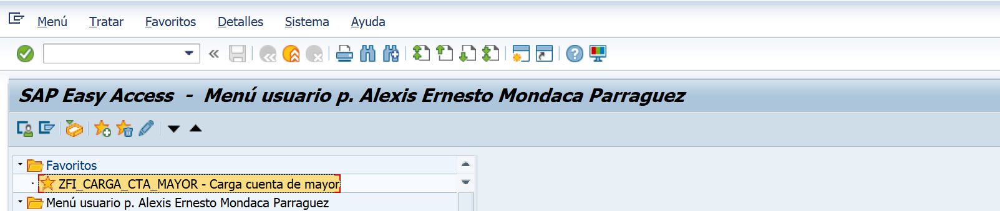 Menú Tratar Favoritos Detalles Sistema Ayuda
SAP Easy Access - Menú usuario p. Alexis Ernesto Mondaca Parraguez
Favoritos
ZFI_CARGA_CTA_MAYOR - Carga cuenta de mayor
Menú usuario p. Alexis Ernesto Mondaca Parraguez